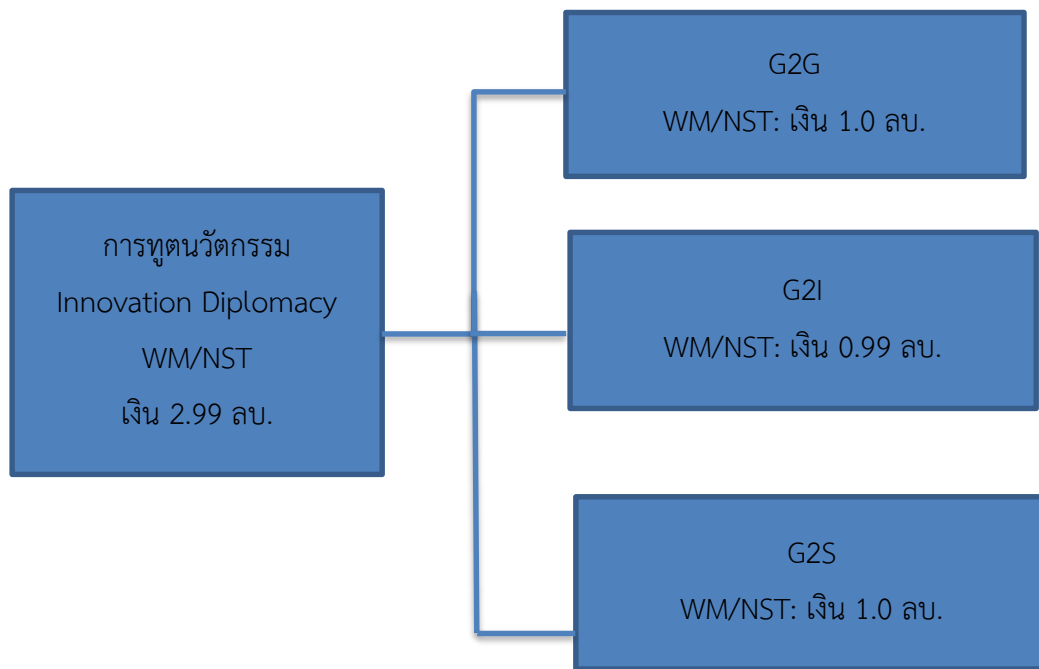 การทูตนวัตกรรม
Innovation Diplomacy
WM/NST
เงิน 2.99 ลบ.
G2G
WM/NST: เงิน 1.0 ลบ.
G2I
WM/NST: เงิน 0.99 ลบ.
G2S
WM/NST: เงิน 1.0 ลบ.